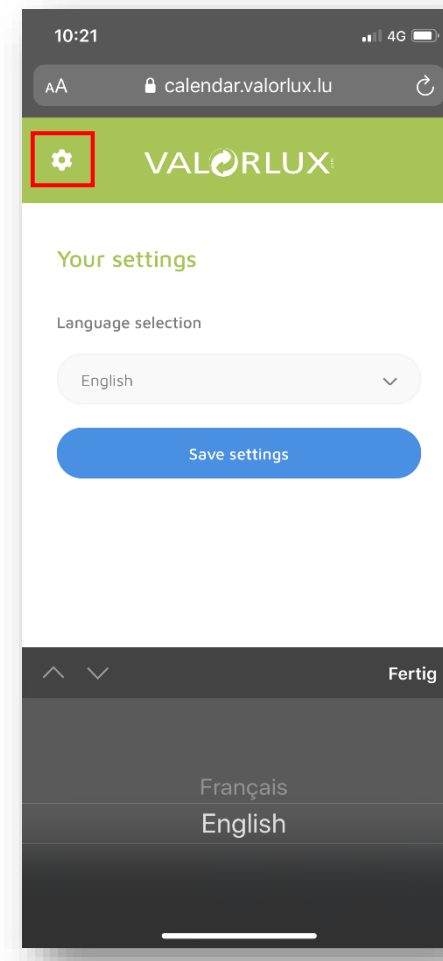 10:21
4G
AA
calendar.valorlux.lu
VALORLUX
Your settings
Language selection
English
Save settings
Fertig
Français
English